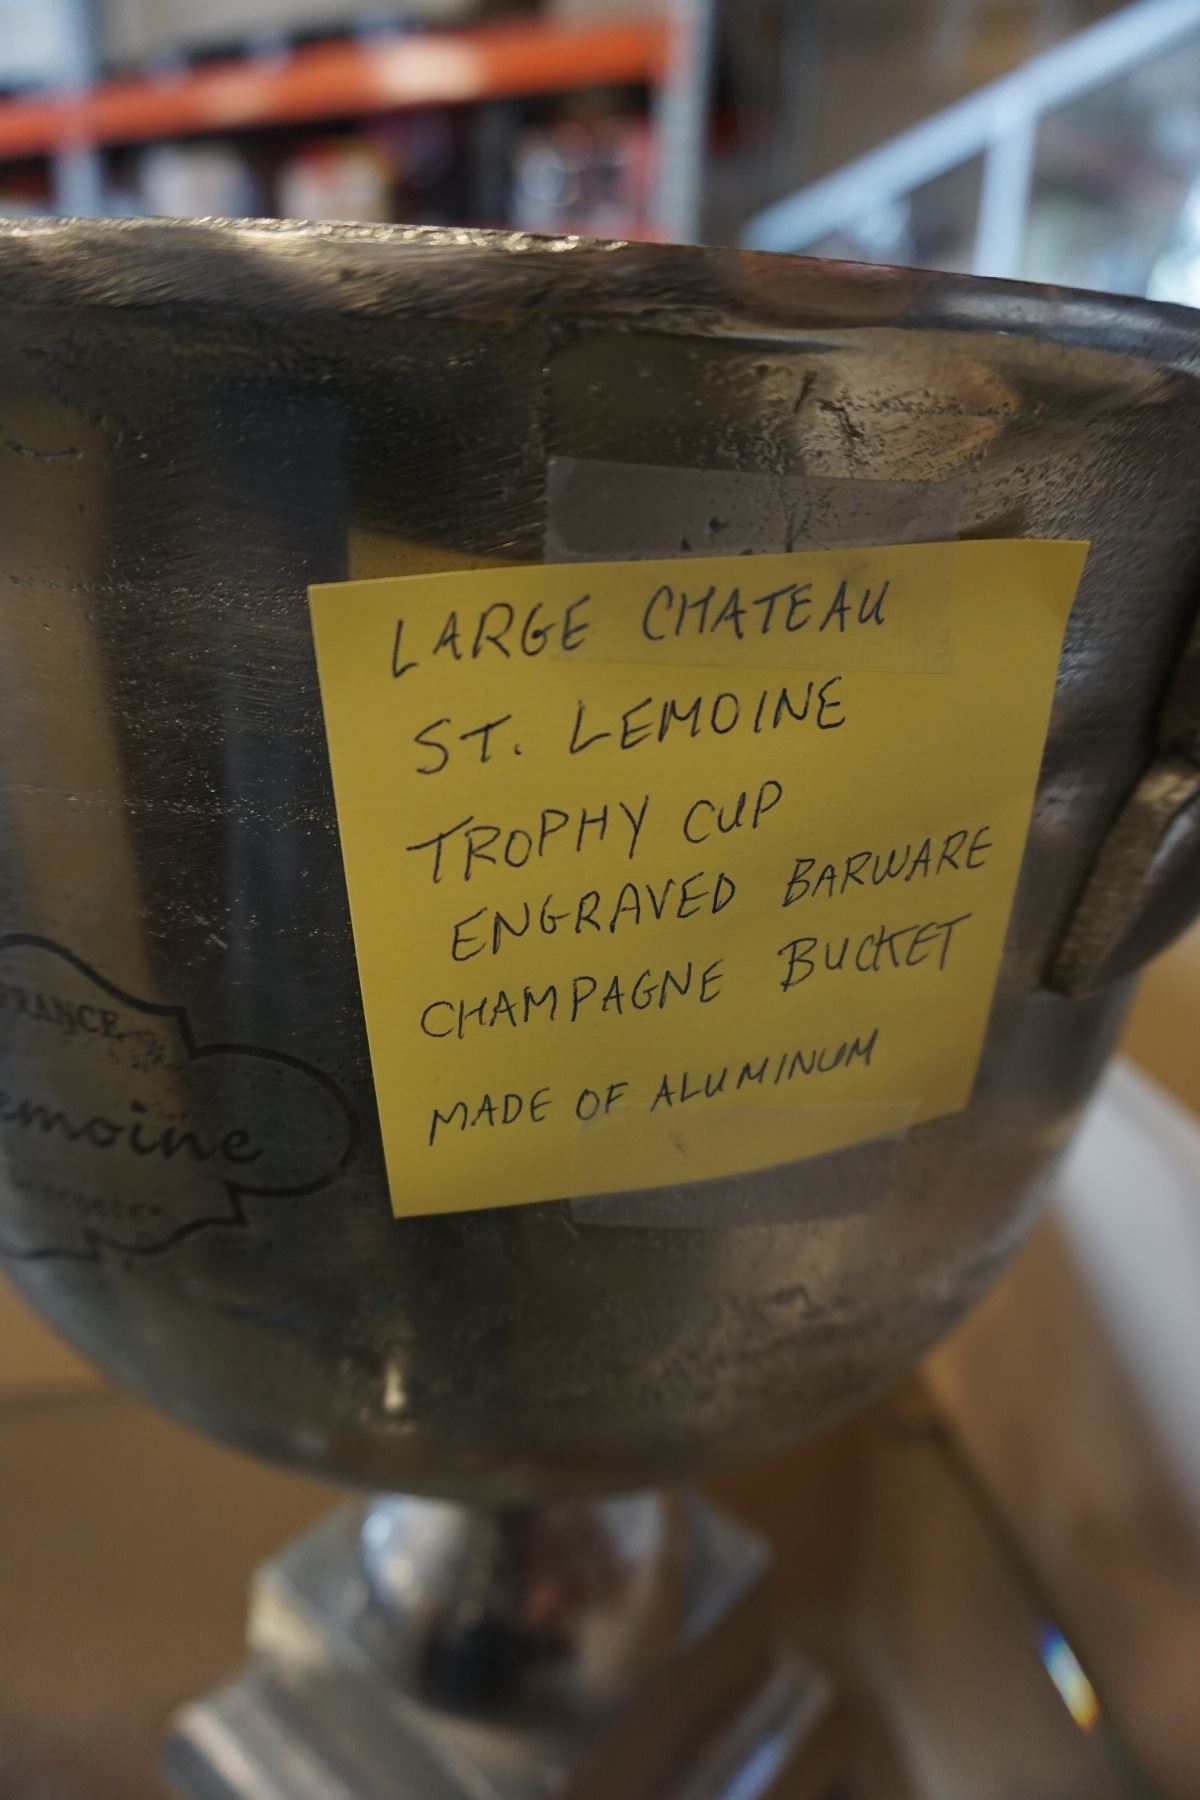 LARGE CHATEAU
ST. LEMOINE
TROPHY CUP
ENGRAVED BARWARE
CHAMPAGNE BUCKET
MADE OF ALUMINUM
FRANCE
emoine